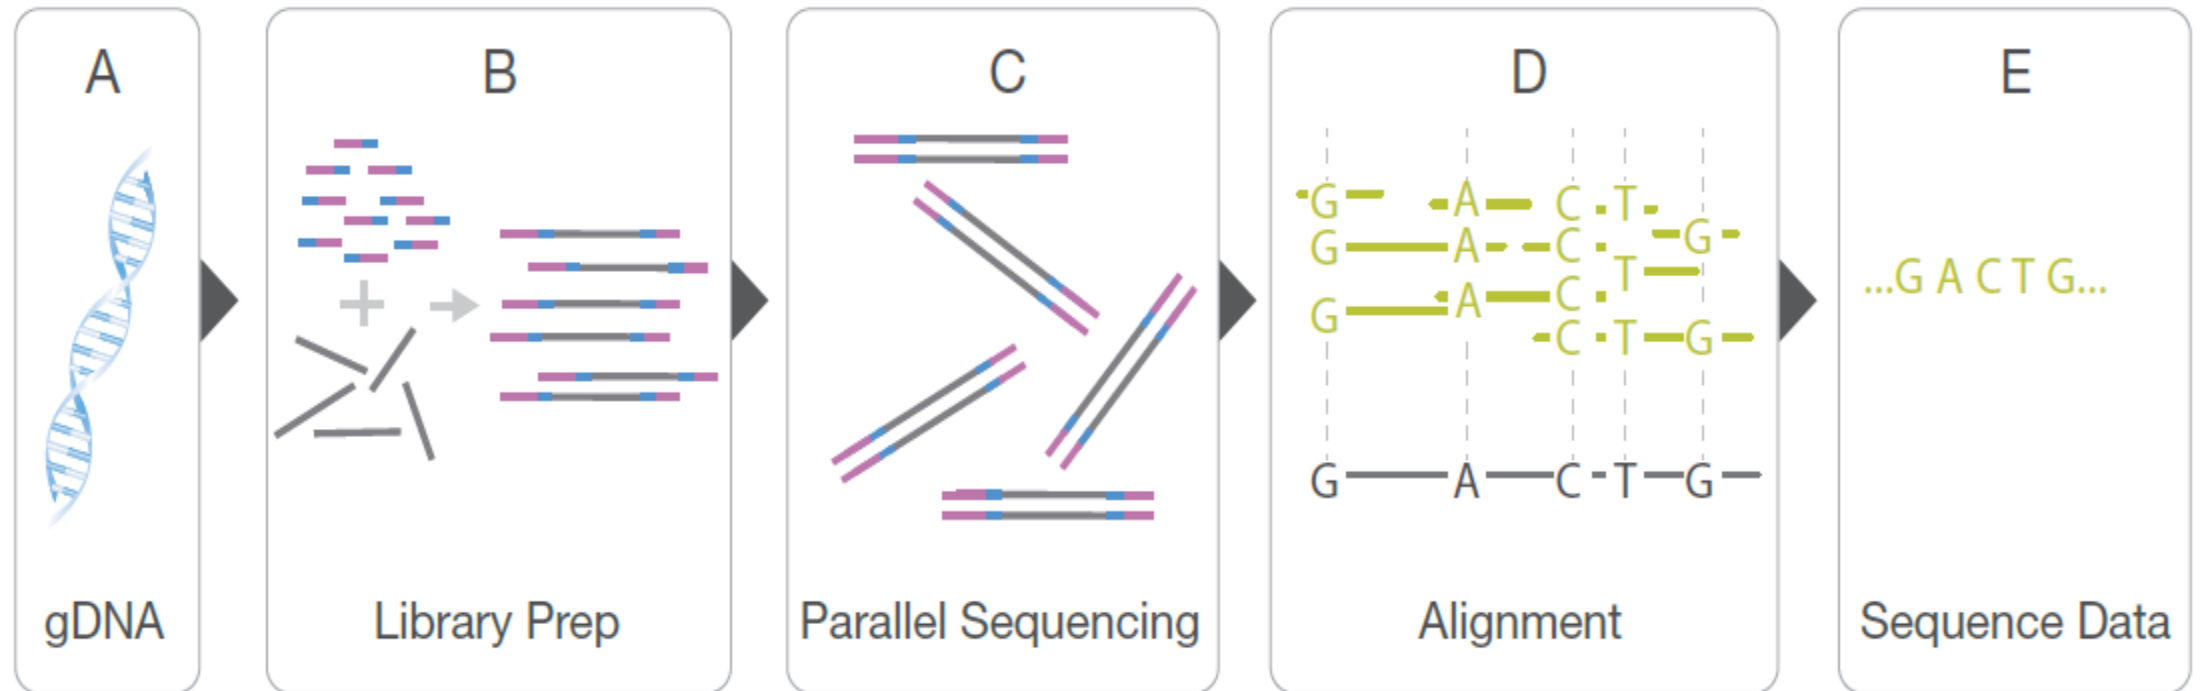 A
gDNA
B
+
Library Prep
C
Parallel Sequencing
D
G A C T
G A C G
T
G A C
C T G
G A C T G
Alignment
E
...G A C T G...
Sequence Data